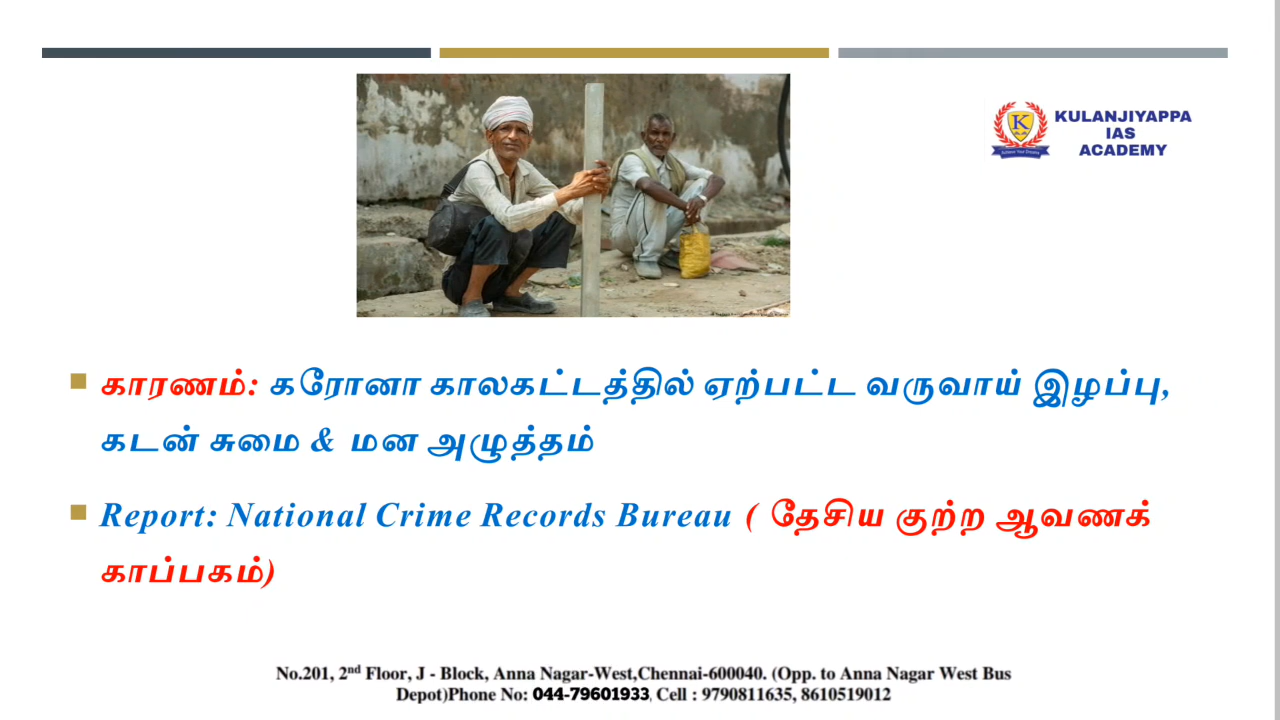 KULANJIYAPPA
IAS
ACADEMY
K
காரணம்: கரோனா காலகட்டத்தில் ஏற்பட்ட வருவாய் இழப்பு,
கடன் சுமை & மன அழுத்தம்
Report: National Crime Records Bureau ( தேசிய குற்ற ஆவணக்
காப்பகம்)
No.201, 2nd Floor, J - Block, Anna Nagar-West,Chennai-600040. (Opp. to Anna Nagar West Bus
Depot)Phone No: 044-79601933, Cell : 9790811635, 8610519012